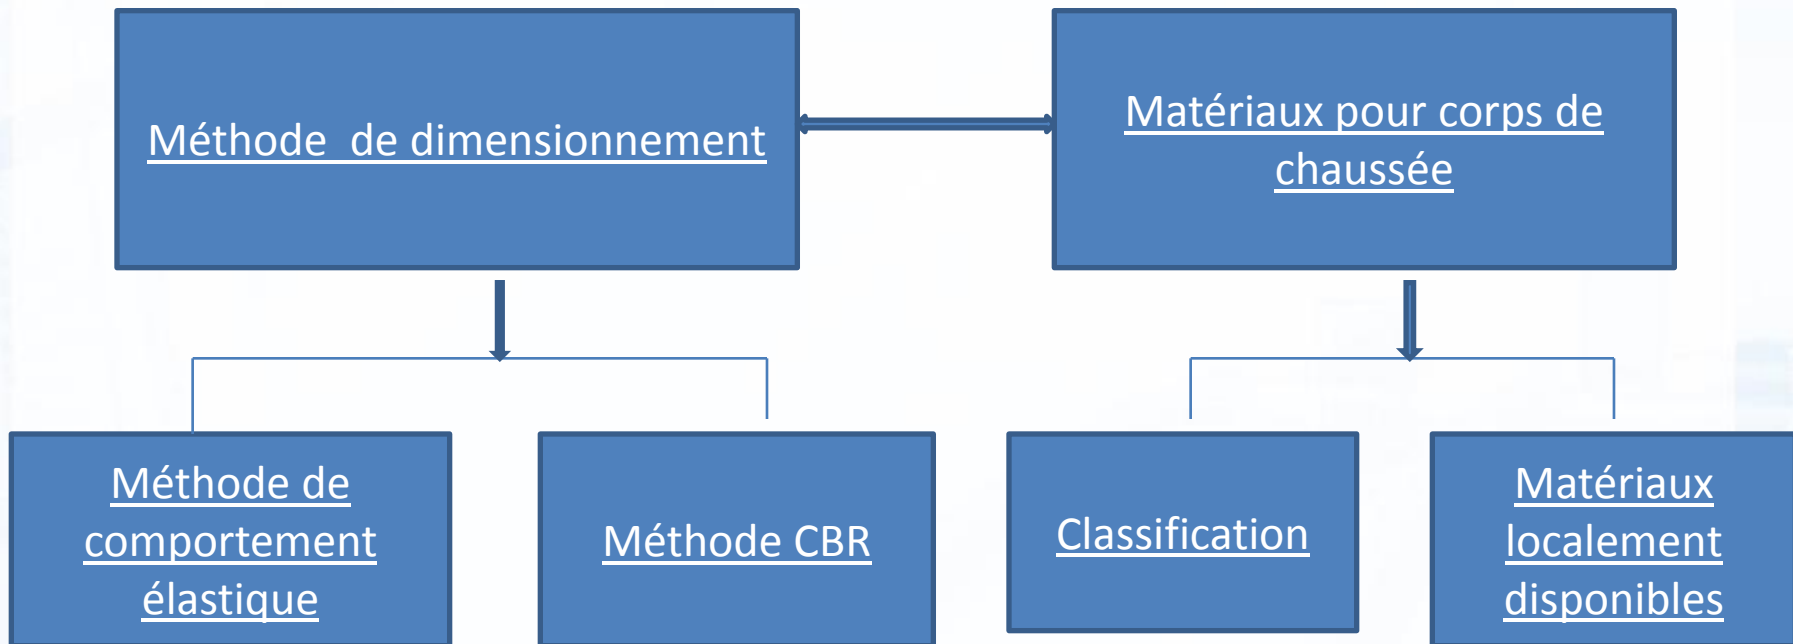 Méthode  de dimensionnement
Matériaux pour corps de
chaussée
Méthode de
comportement
élastique
Méthode CBR
Classification
Matériaux
localement
disponibles